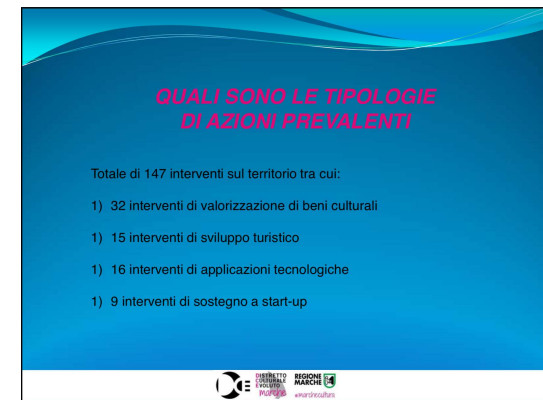 QUALI SONO LE TIPOLOGIE
DI AZIONI PREVALENTI
Totale di 147 interventi sul territorio tra cui:
1) 32 interventi di valorizzazione di beni culturali
1) 15 interventi di sviluppo turistico
1) 16 interventi di applicazioni tecnologiche
1) 9 interventi di sostegno a start-up
DISTRETTO
CULTURALE
EVOLUTO
marche
REGIONE
MARCHE
#marchecultura